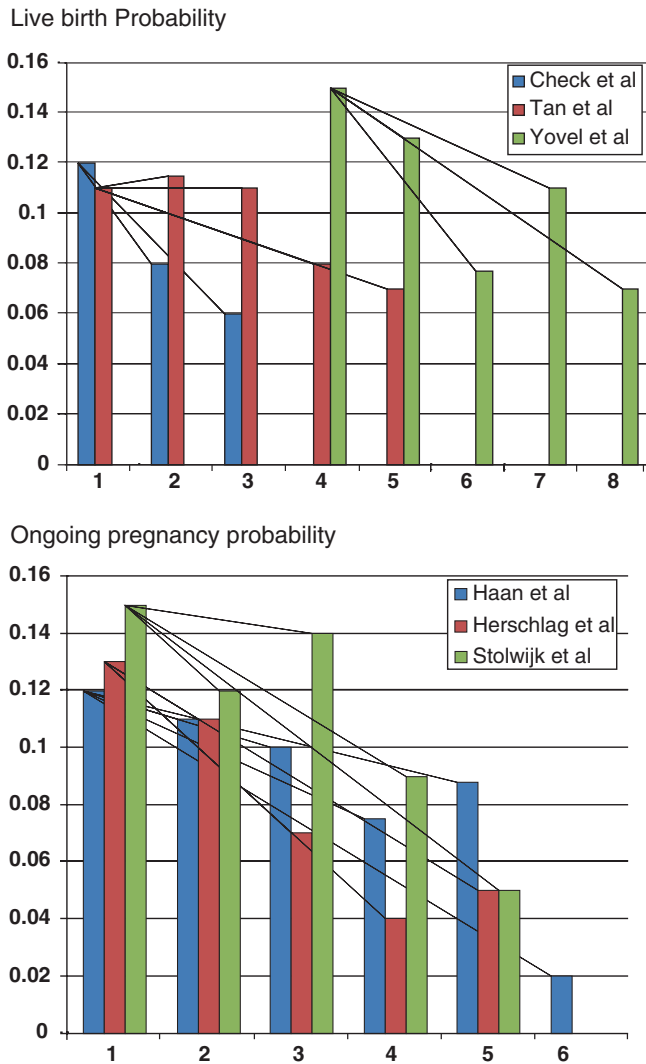 Live birth Probability
0.16
0.14
0.12
0.1
0.08
0.06
0.04
0.02
0
Check et al
Tan et al
Yovel et al
1 2 3 4 5 6 7 8
Ongoing pregnancy probability
0.16
0.14
0.12
0.1
0.08
0.06
0.04
0.02
0
Haan et al
Herschlag et al
Stolwijk et al
1 2 3 4 5 6